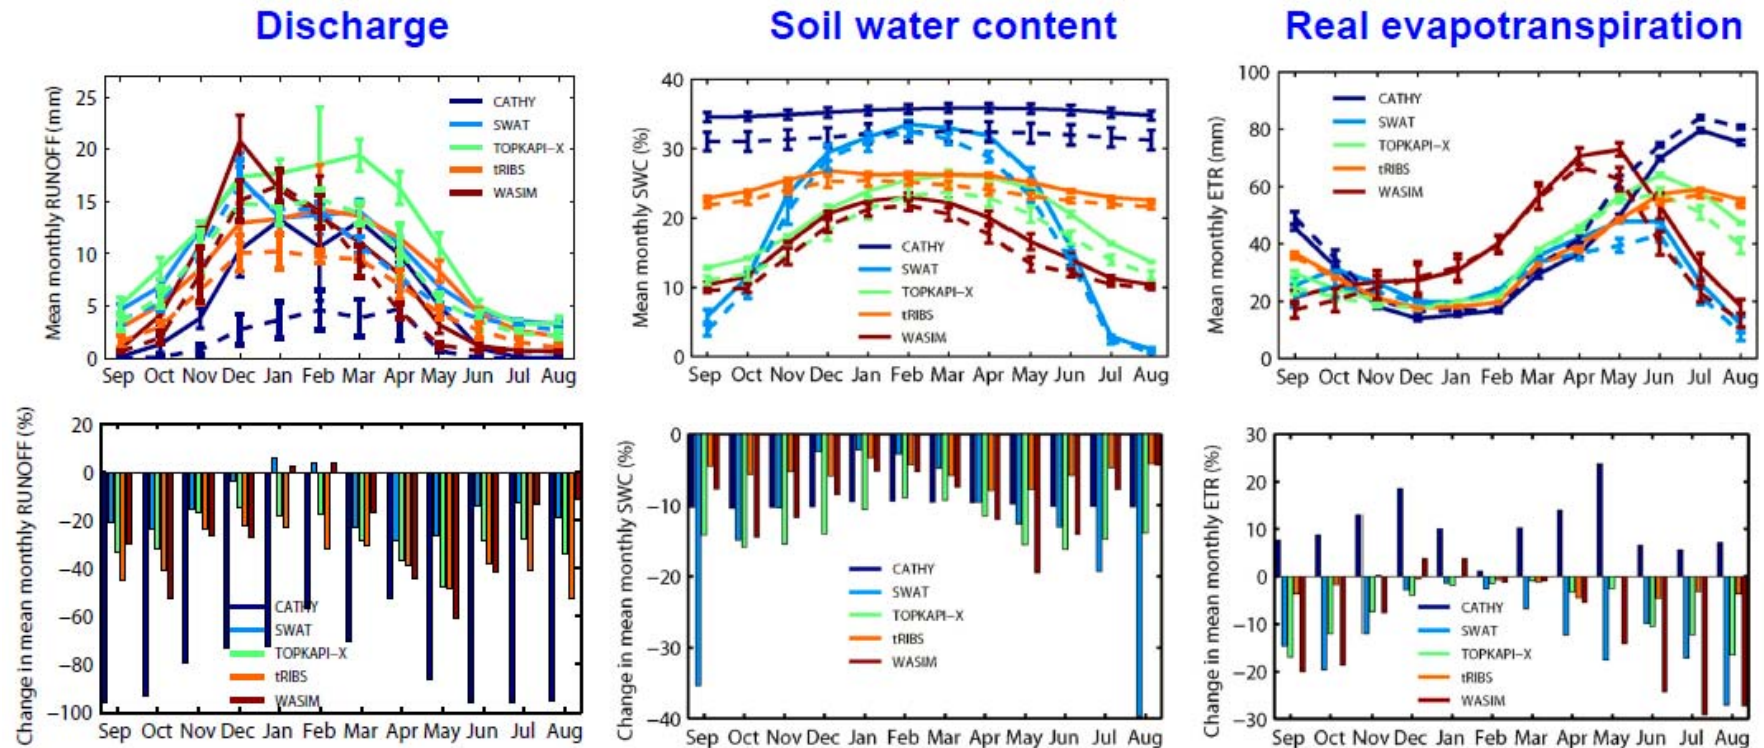 Discharge
Soil water content
Real evapotranspiration
Mean monthly RUNOFF (mm)
25
20
15
10
5
0
CATHY
SWAT
TOPKAPI–X
tRIBS
WASIM
Sep Oct Nov Dec Jan Feb Mar Apr May Jun Jul Aug
Mean monthly SWC (%)
40
30
20
10
0
CATHY
SWAT
TOPKAPI–X
tRIBS
WASIM
Sep Oct Nov Dec Jan Feb Mar Apr May Jun Jul Aug
Mean monthly ETR (mm)
100
80
60
40
20
0
CATHY
SWAT
TOPKAPI–X
tRIBS
WASIM
Sep Oct Nov Dec Jan Feb Mar Apr May Jun Jul Aug
Change in mean monthly RUNOFF (%)
20
0
−20
−40
−60
−80
−100
CATHY
SWAT
TOPKAPI–X
tRIBS
WASIM
Sep Oct Nov Dec Jan Feb Mar Apr May Jun Jul Aug
Change in mean monthly SWC (%)
0
−10
−20
−30
−40
CATHY
SWAT
TOPKAPI–X
tRIBS
WASIM
Sep Oct Nov Dec Jan Feb Mar Apr May Jun Jul Aug
Change in mean monthly ETR (%)
30
20
10
0
−10
−20
−30
CATHY
SWAT
TOPKAPI–X
tRIBS
WASIM
Sep Oct Nov Dec Jan Feb Mar Apr May Jun Jul Aug